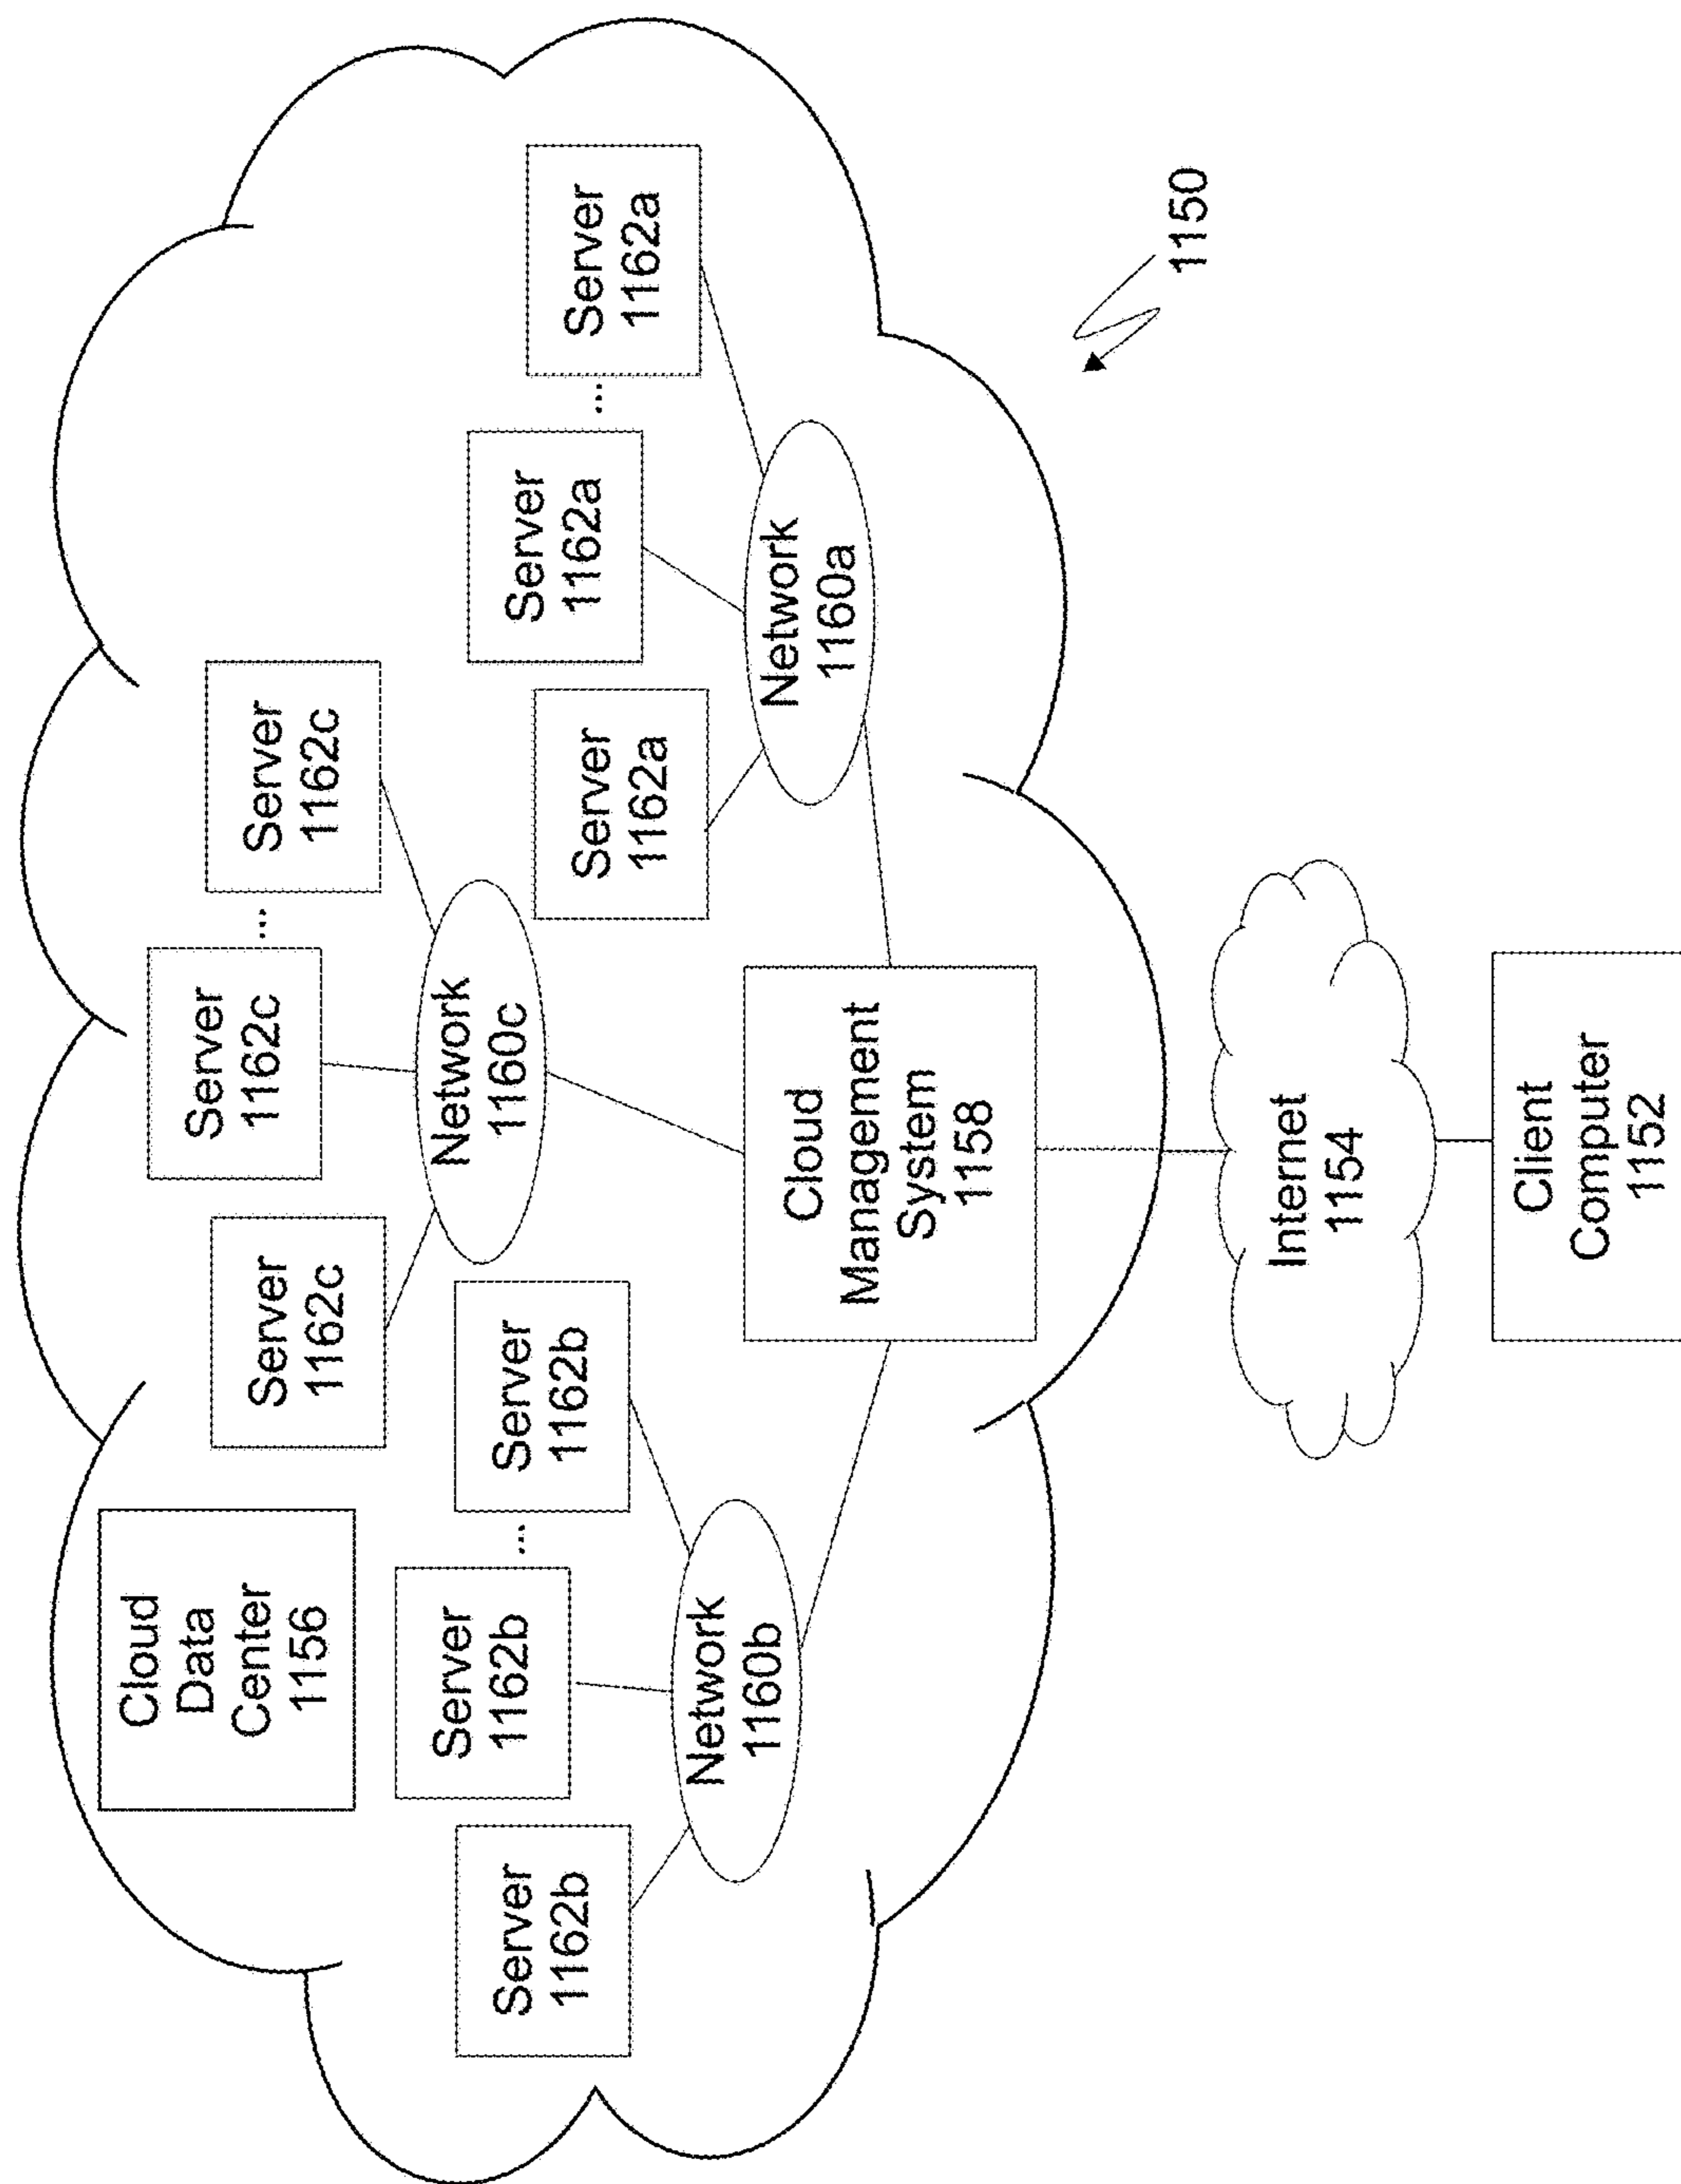 Cloud
Data
Center
1156
Server
1162c
...
Server
1162c
Server
1162c
Server
1162b
Server
1162b
...
Server
1162b
Network
1160b
Network
1160c
Server
1162a
Server
1162a
...
Server
1162a
Network
1160a
Cloud
Management
System
1158
1150
Internet
1154
Client
Computer
1152